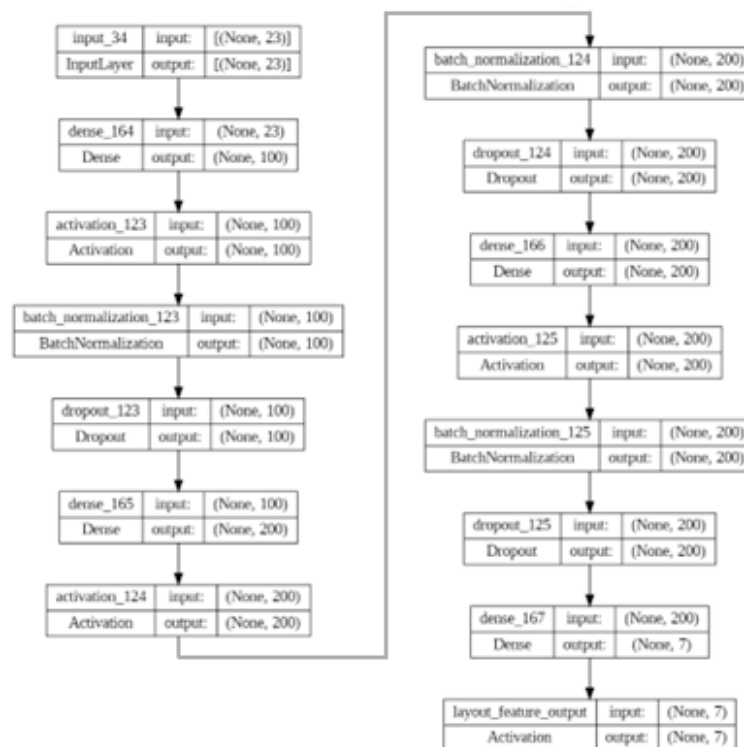 input_34 input: [(None, 23)]
InputLayer output: [(None, 23)]
dense_164 input: (None, 23)
Dense output: (None, 100)
activation_123 input: (None, 100)
Activation output: (None, 100)
batch_normalization_123 input: (None, 100)
BatchNormalization output: (None, 100)
dropout_123 input: (None, 100)
Dropout output: (None, 100)
dense_165 input: (None, 100)
Dense output: (None, 200)
activation_124 input: (None, 200)
Activation output: (None, 200)
batch_normalization_124 input: (None, 200)
BatchNormalization output: (None, 200)
dropout_124 input: (None, 200)
Dropout output: (None, 200)
dense_166 input: (None, 200)
Dense output: (None, 200)
activation_125 input: (None, 200)
Activation output: (None, 200)
batch_normalization_125 input: (None, 200)
BatchNormalization output: (None, 200)
dropout_125 input: (None, 200)
Dropout output: (None, 200)
dense_167 input: (None, 200)
Dense output: (None, 7)
layout_feature_output input: (None, 7)
Activation output: (None, 7)